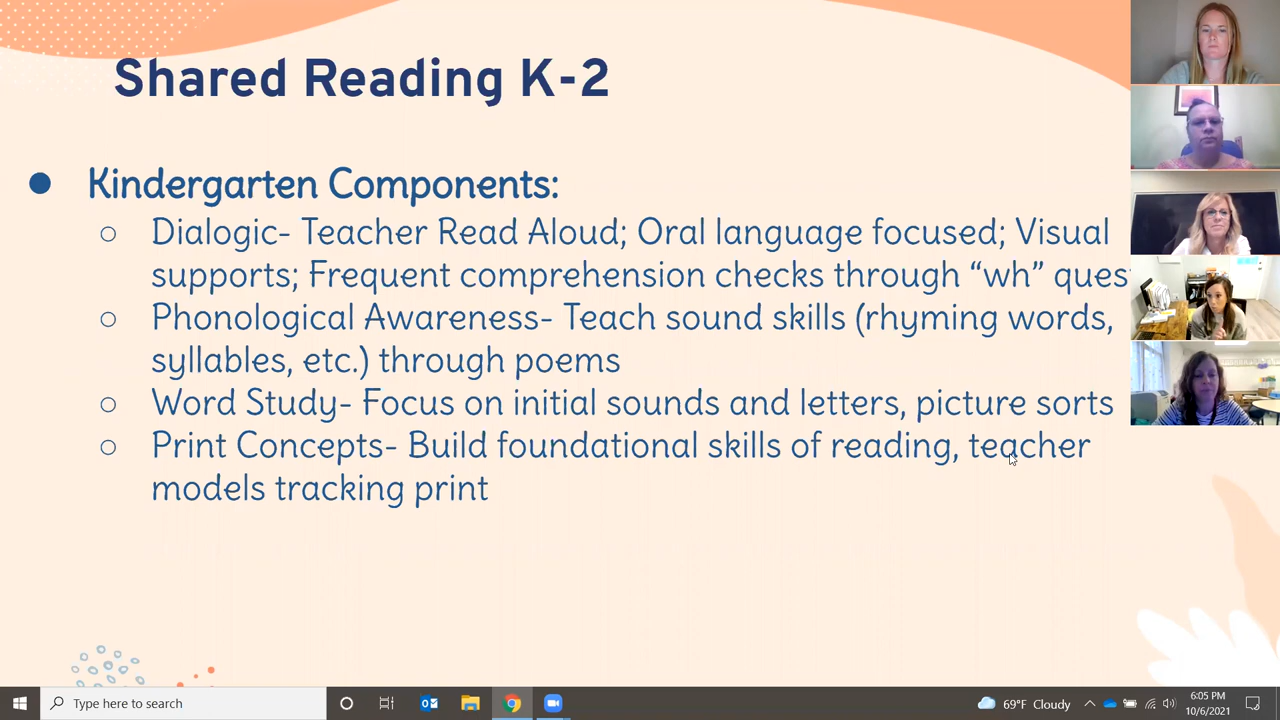 Shared Reading K-2
Kindergarten Components:
Dialogic- Teacher Read Aloud; Oral language focused; Visual
supports; Frequent comprehension checks through “wh” ques
Phonological Awareness- Teach sound skills (rhyming words,
syllables, etc.) through poems
Word Study- Focus on initial sounds and letters, picture sorts
Print Concepts- Build foundational skills of reading, teacher
models tracking print
Type here to search
69°F Cloudy
6:05 PM
10/6/2021